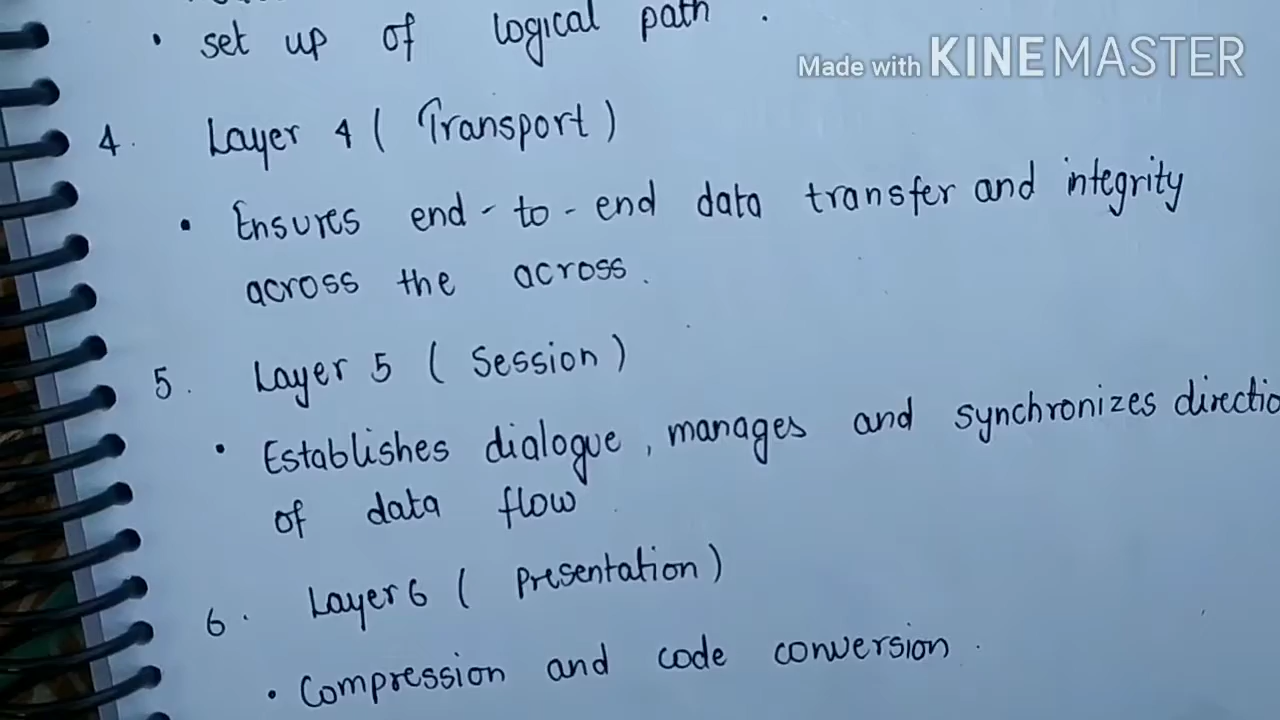 • set up of logical path .
Made with KINEMASTER
4. Layer 4 ( Transport )
• Ensures end-to-end data transfer and integrity
across the across.
5. Layer 5 ( Session )
• Establishes dialogue, manages and synchronizes directio
of data flow
6. Layer 6 ( Presentation )
• Compression and code conversion .